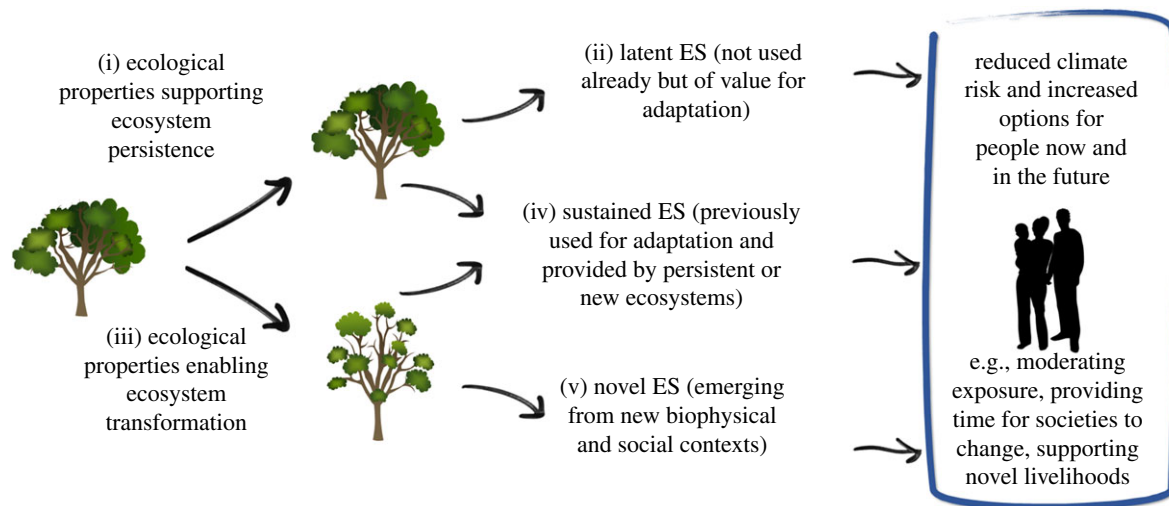 (i) ecological
properties supporting
ecosystem
persistence
(ii) latent ES (not used
already but of value for
adaptation)
(iii) ecological
properties enabling
ecosystem
transformation
(iv) sustained ES (previously
used for adaptation and
provided by persistent or
new ecosystems)
(v) novel ES (emerging
from new biophysical
and social contexts)
reduced climate
risk and increased
options for
people now and
in the future
e.g., moderating
exposure, providing
time for societies to
change, supporting
novel livelihoods